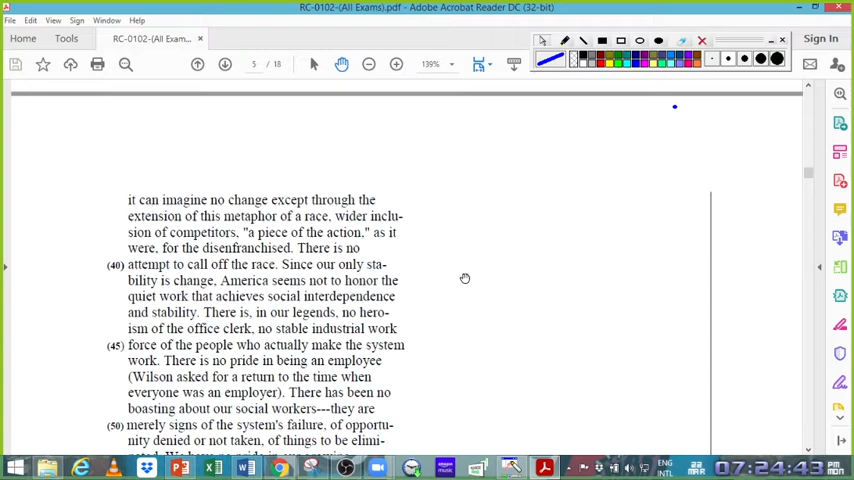 RC-0102-(All Exams).pdf - Adobe Acrobat Reader DC (32-bit)
File Edit View Sign Window Help
Home Tools RC-0102-(All Exam... × Sign In
5 / 18 139%
it can imagine no change except through the
extension of this metaphor of a race, wider inclu-
sion of competitors, "a piece of the action," as it
were, for the disenfranchised. There is no
(40) attempt to call off the race. Since our only sta-
bility is change, America seems not to honor the
quiet work that achieves social interdependence
and stability. There is, in our legends, no hero-
ism of the office clerk, no stable industrial work
(45) force of the people who actually make the system
work. There is no pride in being an employee
(Wilson asked for a return to the time when
everyone was an employer). There has been no
boasting about our social workers---they are
(50) merely signs of the system's failure, of opportu-
nity denied or not taken, of things to be elimi-
ENG
INTL
22
MAR
07:24:43 PM
MON